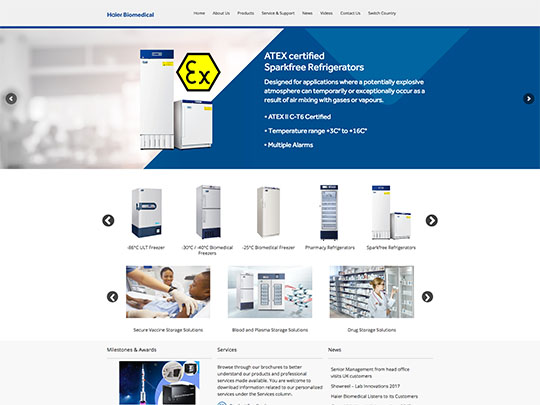 Haier Biomedical
Home About Us Products Service & Support News Videos Contact Us Switch Country
Ex
ATEX certified
Sparkfree Refrigerators
Designed for applications where a potentially explosive
atmosphere can temporarily or exceptionally occur as a
result of air mixing with gases or vapours.
• ATEX II C-T6 Certified
• Temperature range +3C° to +16C°
• Multiple Alarms
-86°C ULT Freezer
-30°C / -40°C Biomedical
Freezers
-25°C Biomedical Freezer
Pharmacy Refrigerators
Sparkfree Refrigerators
Secure Vaccine Storage Solutions
Blood and Plasma Storage Solutions
Drug Storage Solutions
Milestones & Awards
Services
Browse through our brochures to better
understand our products and professional
services made available. You are welcome to
download information related to our personalized
services under the Services column.
News
Senior Management from head office
visits UK customers
Showreel – Lab Innovations 2017
Haier Biomedical Listens to its Customers